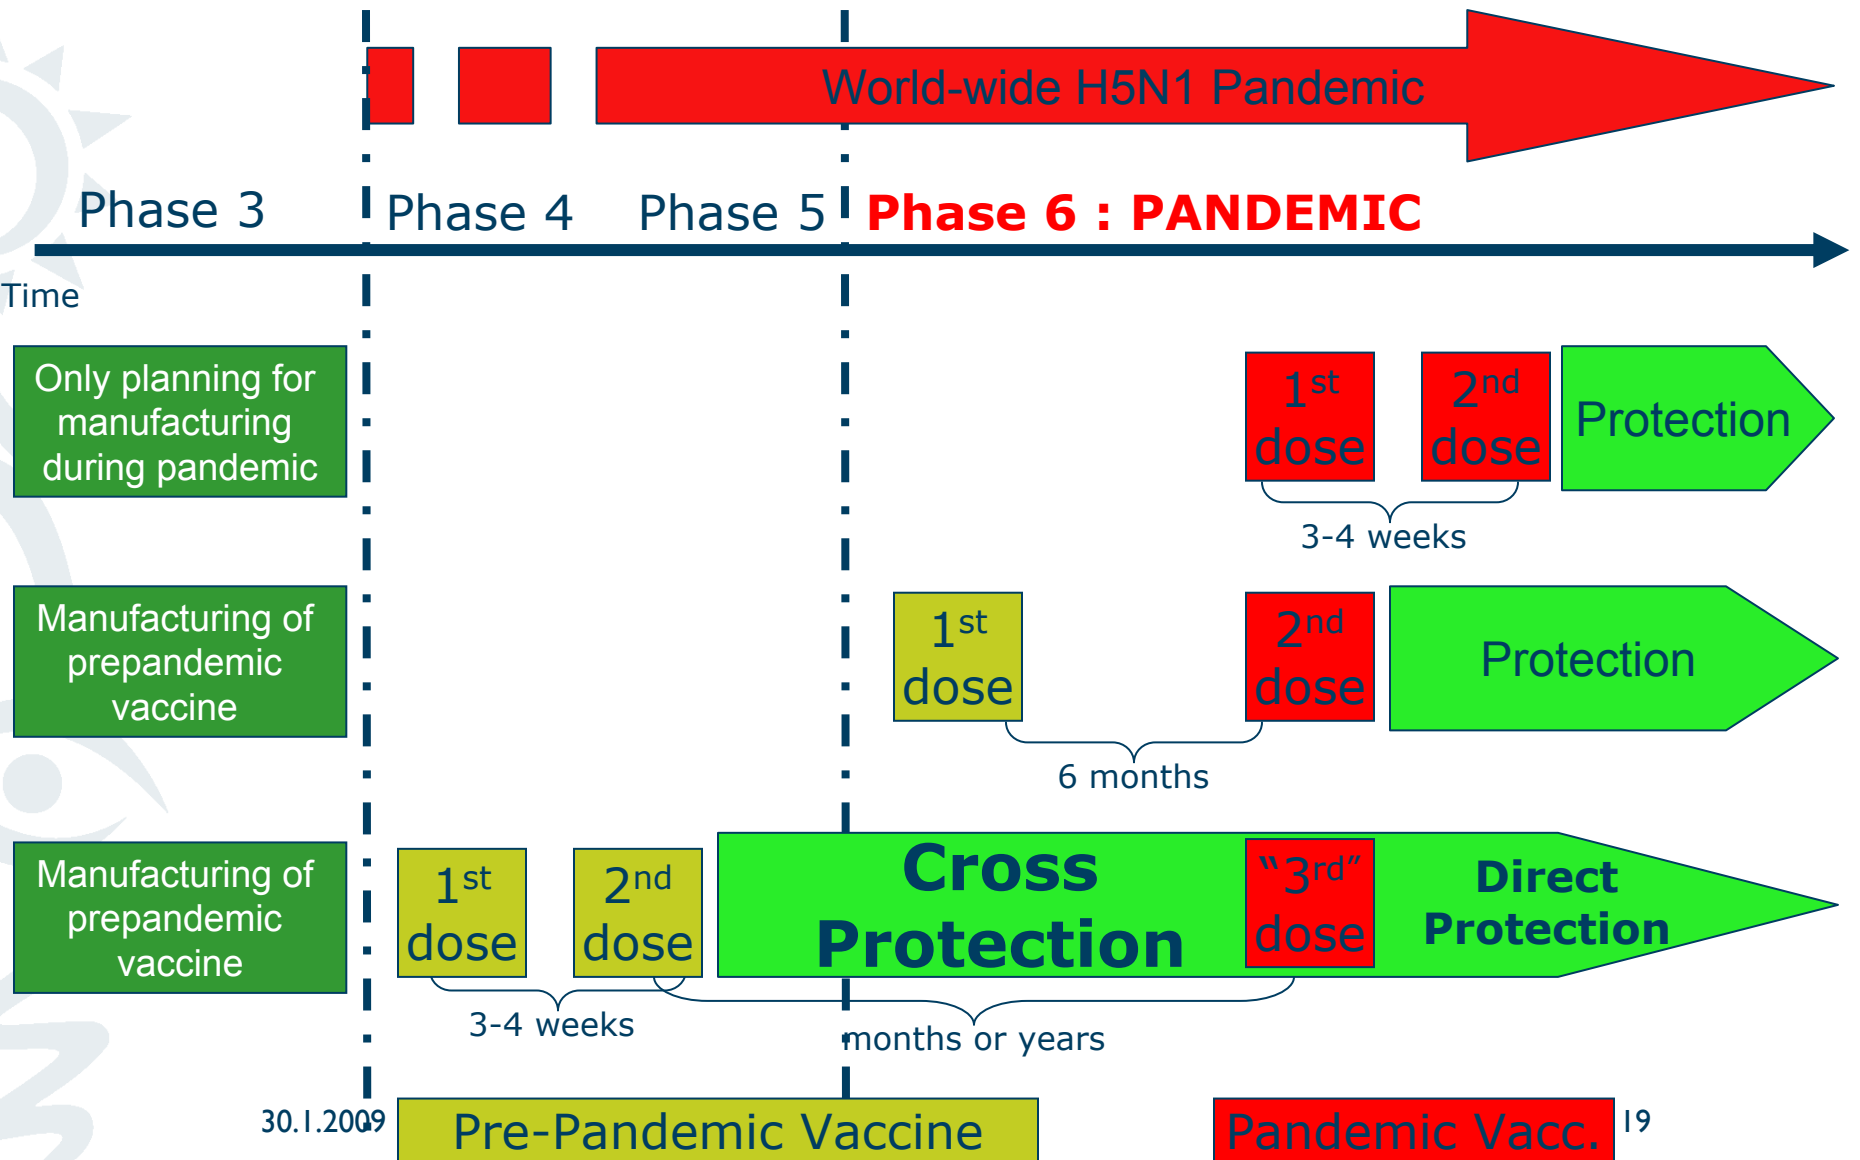 World-wide H5N1 Pandemic
Phase 3
Phase 4
Phase 5
Phase 6 : PANDEMIC
Time
Only planning for
manufacturing
during pandemic
1st
dose
2nd
dose
Protection
3-4 weeks
Manufacturing of
prepandemic
vaccine
1st
dose
2nd
dose
Protection
6 months
Manufacturing of
prepandemic
vaccine
1st
dose
2nd
dose
Cross
Protection
“3rd”
dose
Direct
Protection
3-4 weeks
months or years
30.1.2009
Pre-Pandemic Vaccine
Pandemic Vacc.
19